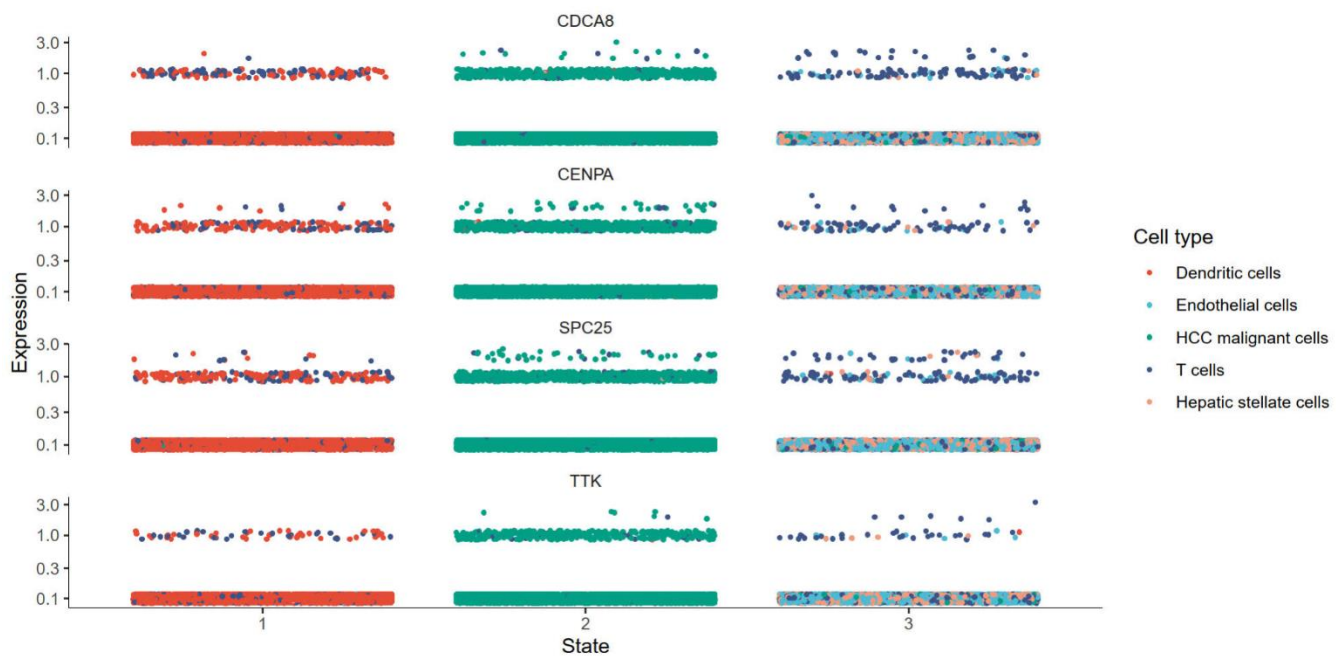 CDCA8
3.0
1.0
0.3
0.1
CENPA
3.0
1.0
0.3
0.1
SPC25
3.0
1.0
0.3
0.1
TTK
3.0
1.0
0.3
0.1
Expression
1 2 3
State
Cell type
Dendritic cells
Endothelial cells
HCC malignant cells
T cells
Hepatic stellate cells